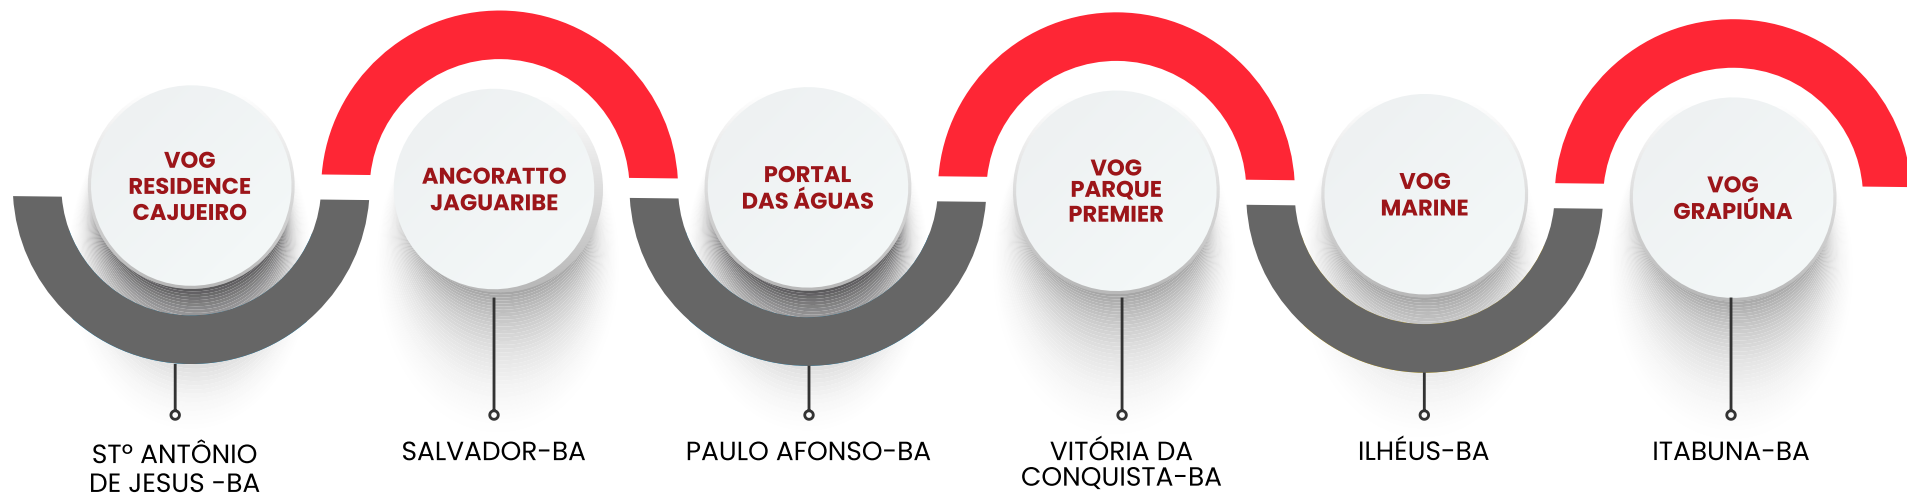 VOG
RESIDENCE
CAJUEIRO
ANCORATTO
JAGUARIBE
PORTAL
DAS ÁGUAS
VOG
PARQUE
PREMIER
VOG
MARINE
VOG
GRAPIÚNA
STº ANTÔNIO
DE JESUS -BA
SALVADOR-BA
PAULO AFONSO-BA
VITÓRIA DA
CONQUISTA-BA
ILHÉUS-BA
ITABUNA-BA